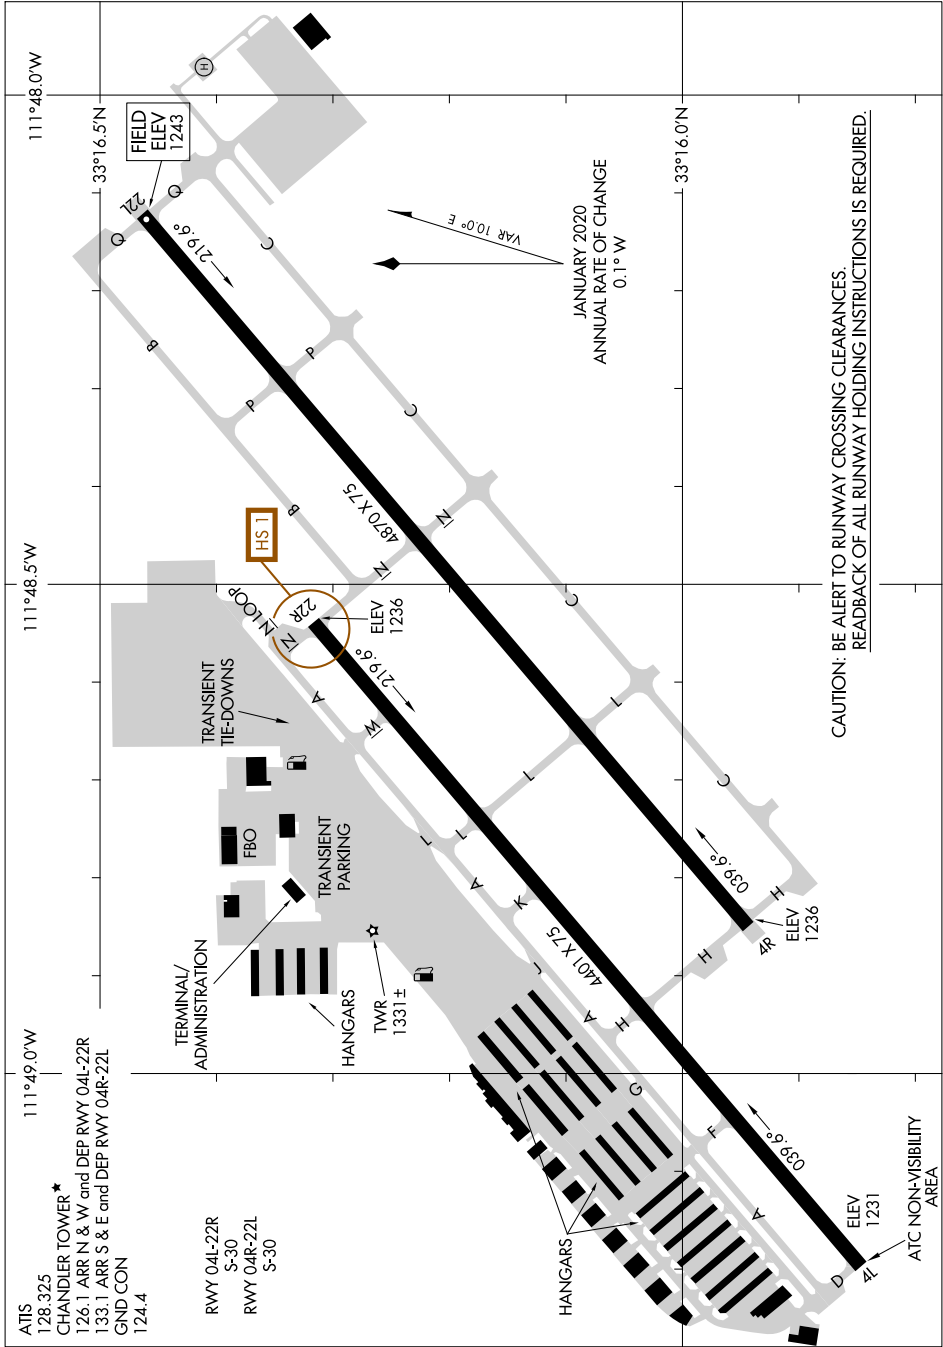 ATIS
128.325
CHANDLER TOWER★
126.1 ARR N & W and DEP RWY 04L-22R
133.1 ARR S & E and DEP RWY 04R-22L
GND CON
124.4
RWY 04L-22R
S-30
RWY 04R-22L
S-30
111°49.0'W
111°48.5'W
111°48.0'W
33°16.5'N
33°16.0'N
FIELD
ELEV
1243
H
22L
Q
Q
219.6°
C
B
P
P
C
B
4870 X 75
N
N
HS 1
N LOOP
N
22R
ELEV
1236
219.6°
A
M
TRANSIENT
TIE-DOWNS
FBO
TRANSIENT
PARKING
TERMINAL/
ADMINISTRATION
HANGARS
TWR
1331±
L
L
L
L
C
C
A
K
J
4401 X 75
A
H
H
H
039.6°
4R
ELEV
1236
G
F
A
D
039.6°
4L
ELEV
1231
HANGARS
ATC NON-VISIBILITY
AREA
VAR 10.0° E
JANUARY 2020
ANNUAL RATE OF CHANGE
0.1° W
CAUTION: BE ALERT TO RUNWAY CROSSING CLEARANCES.
READBACK OF ALL RUNWAY HOLDING INSTRUCTIONS IS REQUIRED.